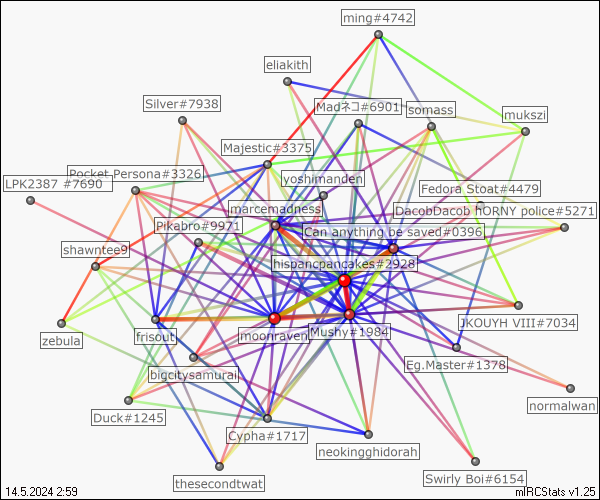 ming#4742
eliakith
Silver#7938
Madネコ#6901
somass
mukszi
Majestic#3375
Pocket Persona#3326
LPK2387 #7690
yoshimanden
Fedora Stoat#4479
marcemadness
DacobDacob HORNY police#5271
Pikabro#9971
Can anything be saved#0396
shawntee9
hispancpancakes#2928
zebula
frisout
moonraven
Mushy#1984
JKOUYH VIII#7034
Eg.Master#1378
bigcitysamurai
normalwan
Duck#1245
Cypha#1717
neokingghidorah
thesecondtwat
Swirly Boi#6154
14.5.2024 2:59
mIRCStats v1.25